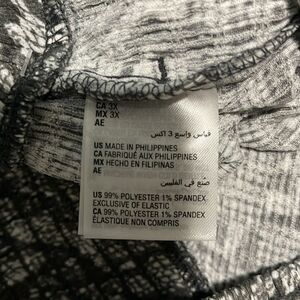 CA 3X
MX 3X
AE
قياس واسع 3 اكس
US MADE IN PHILIPPINES
CA FABRIQUÉ AUX PHILIPPINES
MX HECHO EN FILIPINAS
AE
صنع في الفلبين
US 99% POLYESTER 1% SPANDEX
EXCLUSIVE OF ELASTIC
CA 99% POLYESTER 1% SPANDEX
ÉLASTIQUE NON COMPRIS